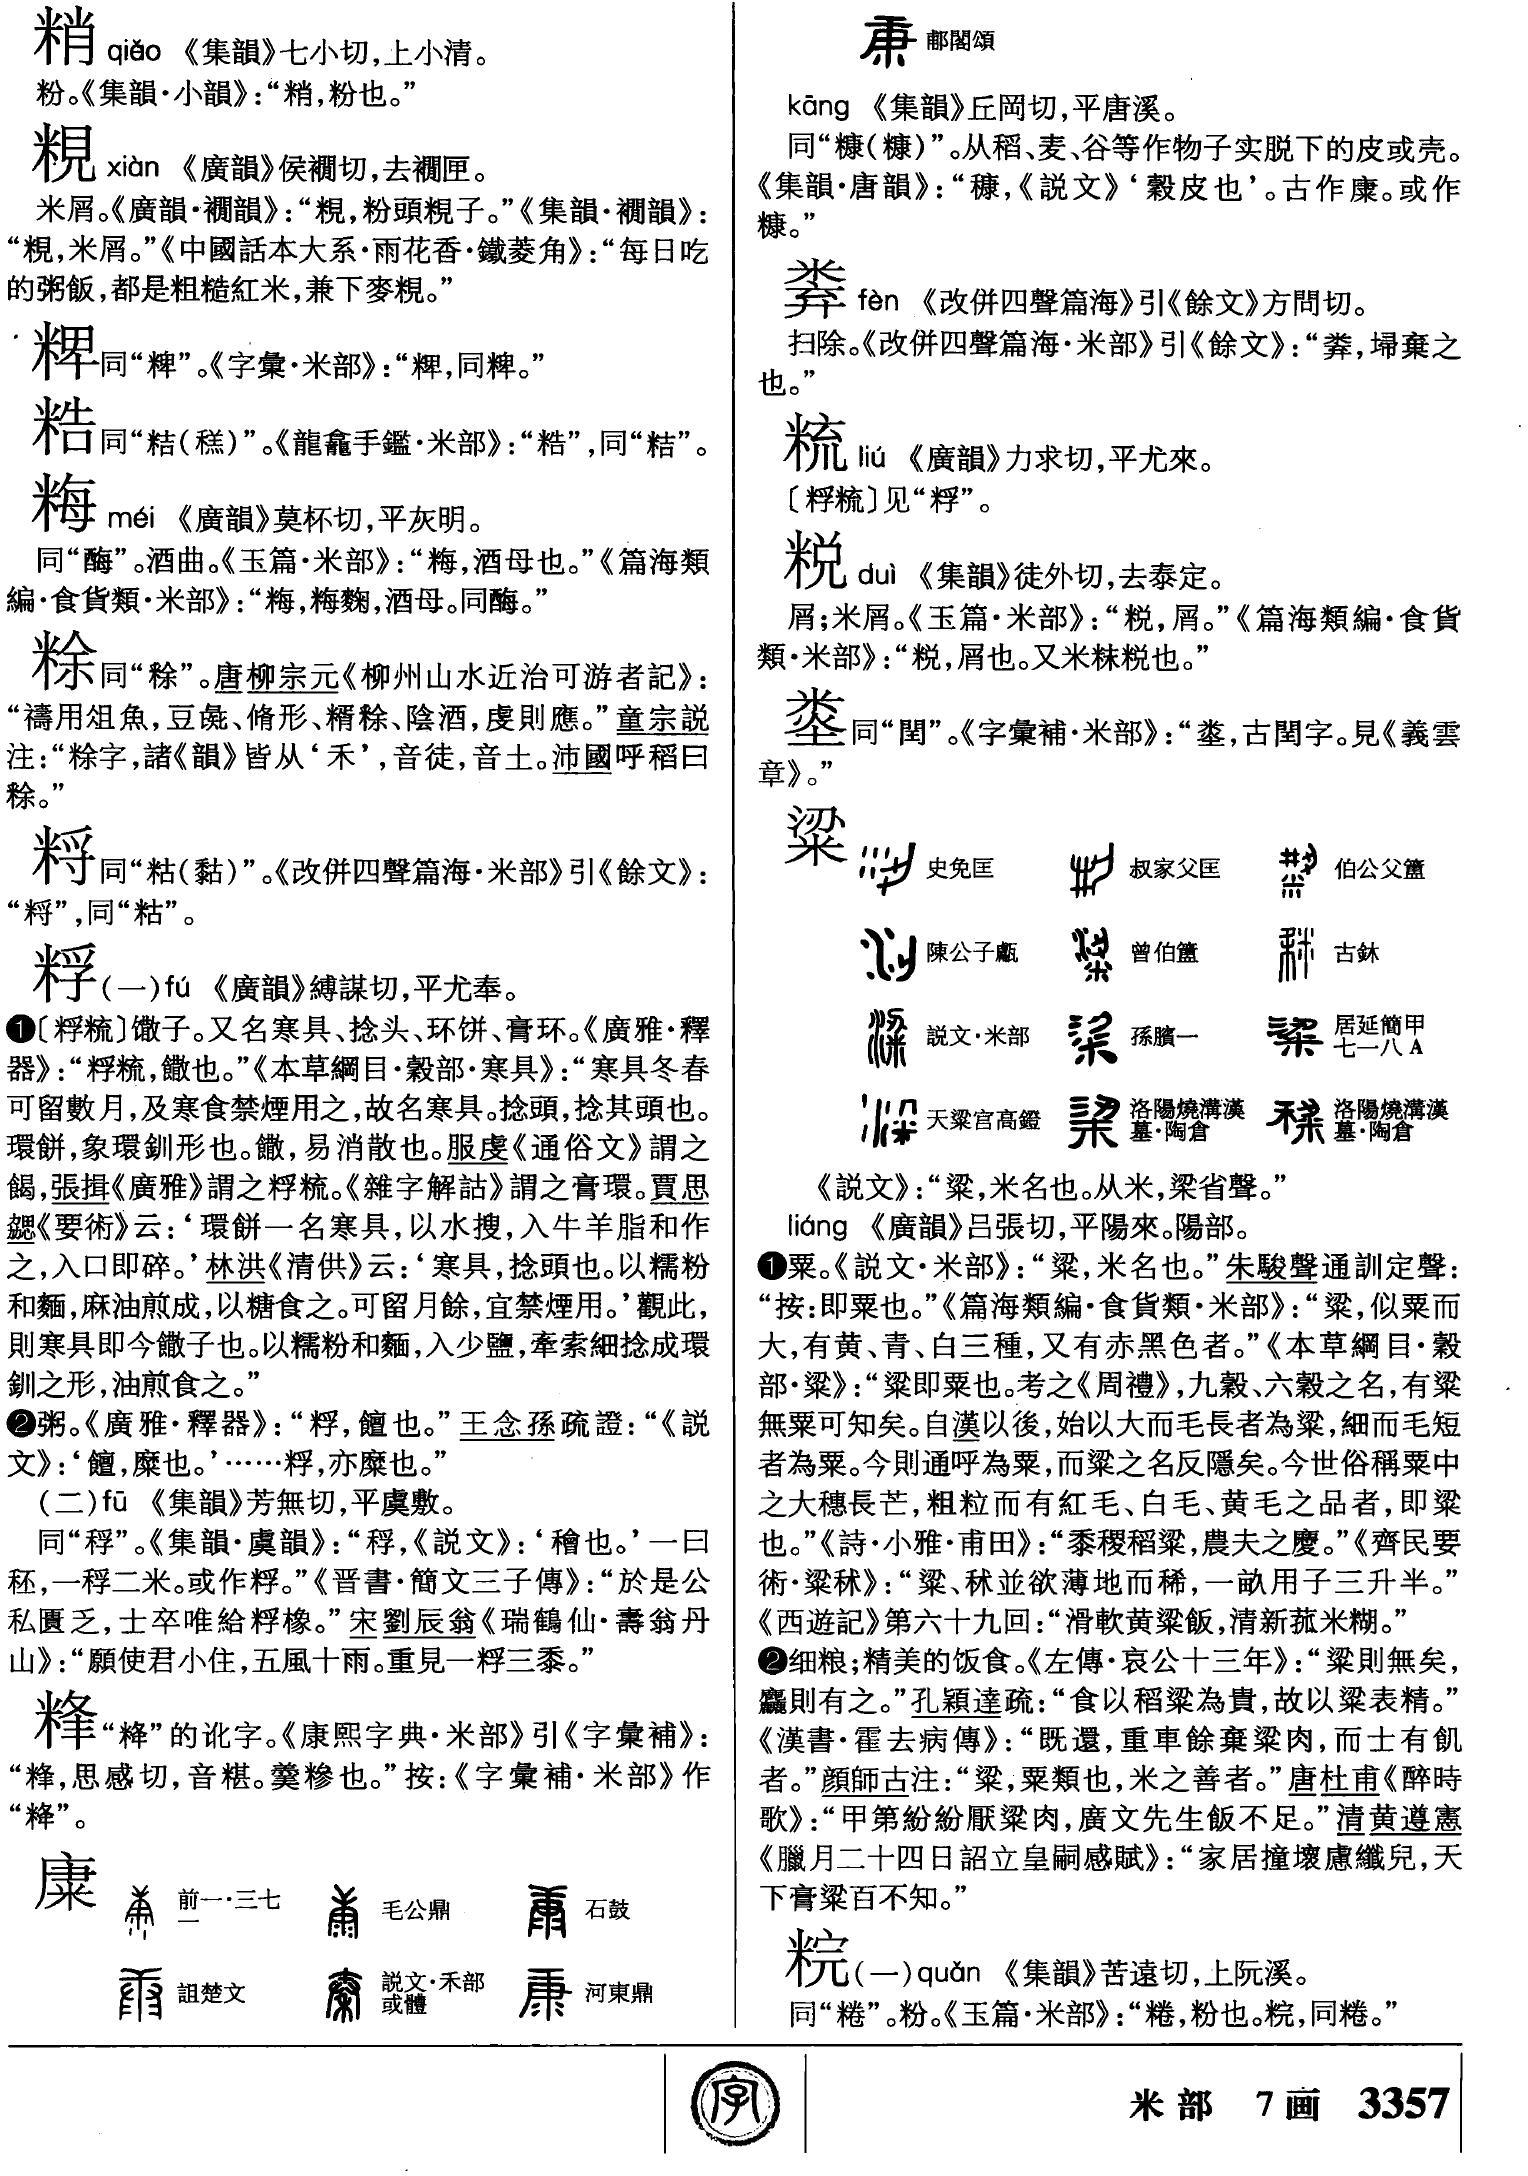 䊥 qiǎo 《集韻》七小切，上小清。
粉。《集韻·小韻》：“䊥，粉也。”
粯 xiàn 《廣韻》侯襉切，去襉匣。
米屑。《廣韻·襉韻》：“粯，粉頭粯子。”《集韻·襉韻》：
“粯，米屑。”《中國話本大系·雨花香·鐵菱角》：“每日吃
的粥飯，都是粗糙紅米，兼下麥粯。”
同“粺”。《字彙·米部》：“，同粺。”
同“䊞(糕)”。《龍龕手鑑·米部》：“”，同“”。
䊈 méi 《廣韻》莫杯切，平灰明。
同“酶”。酒曲。《玉篇·米部》：“䊈，酒母也。”《篇海類
編·食貨類·米部》：“䊈，䊈麴，酒母。同酶。”
䊉同“稌”。唐柳宗元《柳州山水近治可游者記》：
“禱用俎魚，豆彘、脩形、糈稌、陰酒，虔則應。”童宗説
注：“稌字，諸《韻》皆从‘禾’，音徒，音土。沛國呼稻曰
稌。”
同“䊀(黏)”。《改併四聲篇海·米部》引《餘文》：
“”，同“䊀”。
粰(一)fú 《廣韻》縛謀切，平尤奉。
❶〔粰𥹷〕馓子。又名寒具、捻头、环饼、膏环。《廣雅·釋
器》：“粰𥹷，饊也。”《本草綱目·穀部·寒具》：“寒具冬春
可留數月，及寒食禁煙用之，故名寒具。捻頭，捻其頭也。
環餅，象環釧形也。饊，易消散也。服虔《通俗文》謂之
餲，張揖《廣雅》謂之粰𥹷。《雜字解詁》謂之膏環。賈思
勰《要術》云：‘環餅一名寒具，以水搜，入牛羊脂和作
之，入口即碎。’林洪《清供》云：‘寒具，捻頭也。以糯粉
和麵，麻油煎成，以糖食之。可留月餘，宜禁煙用。’觀此，
則寒具即今饊子也。以糯粉和麵，入少鹽，牽索細捻成環
釧之形，油煎食之。”
❷粥。《廣雅·釋器》：“粰，饘也。”王念孫疏證：“《説
文》：‘饘，糜也。’……粰，亦糜也。”
(二)fū 《集韻》芳無切，平虞敷。
同“稃”。《集韻·虞韻》：“稃，《説文》：‘穭也。’一曰
秠，一稃二米。或作粰。”《晋書·簡文三子傳》：“於是公
私匱乏，士卒唯給粰橡。”宋劉辰翁《瑞鶴仙·壽翁丹
山》：“願使君小住，五風十雨。重見一粰三黍。”
“”的讹字。《康熙字典·米部》引《字彙補》：
“，思感切，音糂。羹糝也。”按：《字彙補·米部》作
“”。
康
前一·三七一 毛公鼎 石鼓
詛楚文 説文·禾部或體 河東鼎
郙閣頌
kāng 《集韻》丘岡切，平唐溪。
同“糠(糠)”。从稻、麦、谷等作物子实脱下的皮或壳。
《集韻·唐韻》：“穅，《説文》‘穀皮也’。古作康。或作
糠。”
fèn 《改併四聲篇海》引《餘文》方問切。
扫除。《改併四聲篇海·米部》引《餘文》：“，埽棄之
也。”
𥹷 liú 《廣韻》力求切，平尤來。
〔粰𥹷〕见“粰”。
䊭 duì 《集韻》徒外切，去泰定。
屑；米屑。《玉篇·米部》：“，屑。”《篇海類編·食貨
類·米部》：“，屑也。又米粖也。”
同“閏”。《字彙補·米部》：“，古閏字。見《義雲
章》。”
粱
史免匡 叔家父匡 伯公父簠
陳公子甗 曾伯簠 古鉨
説文·米部 孫臏一 居延簡甲七一八A
天粱宫高鐙 洛陽燒溝漢墓·陶倉 洛陽燒溝漢墓·陶倉
《説文》：“粱，米名也。从米，梁省聲。”
liáng 《廣韻》吕張切，平陽來。陽部。
❶粟。《説文·米部》：“粱，米名也。”朱駿聲通訓定聲：
“按：即粟也。”《篇海類編·食貨類·米部》：“粱，似粟而
大，有黄、青、白三種，又有赤黑色者。”《本草綱目·穀
部·粱》：“粱即粟也。考之《周禮》，九穀、六穀之名，有粱
無粟可知矣。自漢以後，始以大而毛長者為粱，細而毛短
者為粟。今則通呼為粟，而粱之名反隱矣。今世俗稱粟中
之大穗長芒，粗粒而有紅毛、白毛、黄毛之品者，即粱
也。”《詩·小雅·甫田》：“黍稷稻粱，農夫之慶。”《齊民要
術·粱秫》：“粱、秫並欲薄地而稀，一畝用子三升半。”
《西遊記》第六十九回：“滑軟黄粱飯，清新菰米糊。”
❷细粮；精美的饭食。《左傳·哀公十三年》：“粱則無矣，
麤則有之。”孔穎達疏：“食以稻粱為貴，故以粱表精。”
《漢書·霍去病傳》：“既還，重車餘棄粱肉，而士有飢
者。”顔師古注：“粱，粟類也，米之善者。”唐杜甫《醉時
歌》：“甲第紛紛厭粱肉，廣文先生飯不足。”清黄遵憲
《臘月二十四日詔立皇嗣感賦》：“家居撞壞慮纖兒，天
下膏粱百不知。”
(一)quǎn 《集韻》苦遠切，上阮溪。
同“䊎”。粉。《玉篇·米部》：“䊎，粉也。，同䊎。”
字
米部 7画 3357